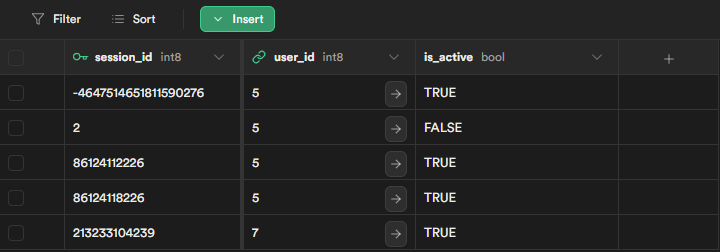 Filter Sort Insert
session_id int8 user_id int8 is_active bool
-4647514651811590276 5 TRUE
2 5 FALSE
86124112226 5 TRUE
86124118226 5 TRUE
213233104239 7 TRUE